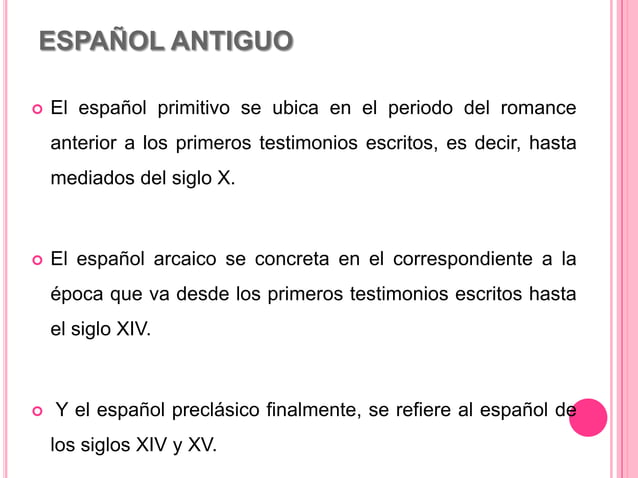 ESPAÑOL ANTIGUO
El español primitivo se ubica en el periodo del romance
anterior a los primeros testimonios escritos, es decir, hasta
mediados del siglo X.
El español arcaico se concreta en el correspondiente a la
época que va desde los primeros testimonios escritos hasta
el siglo XIV.
Y el español preclásico finalmente, se refiere al español de
los siglos XIV y XV.